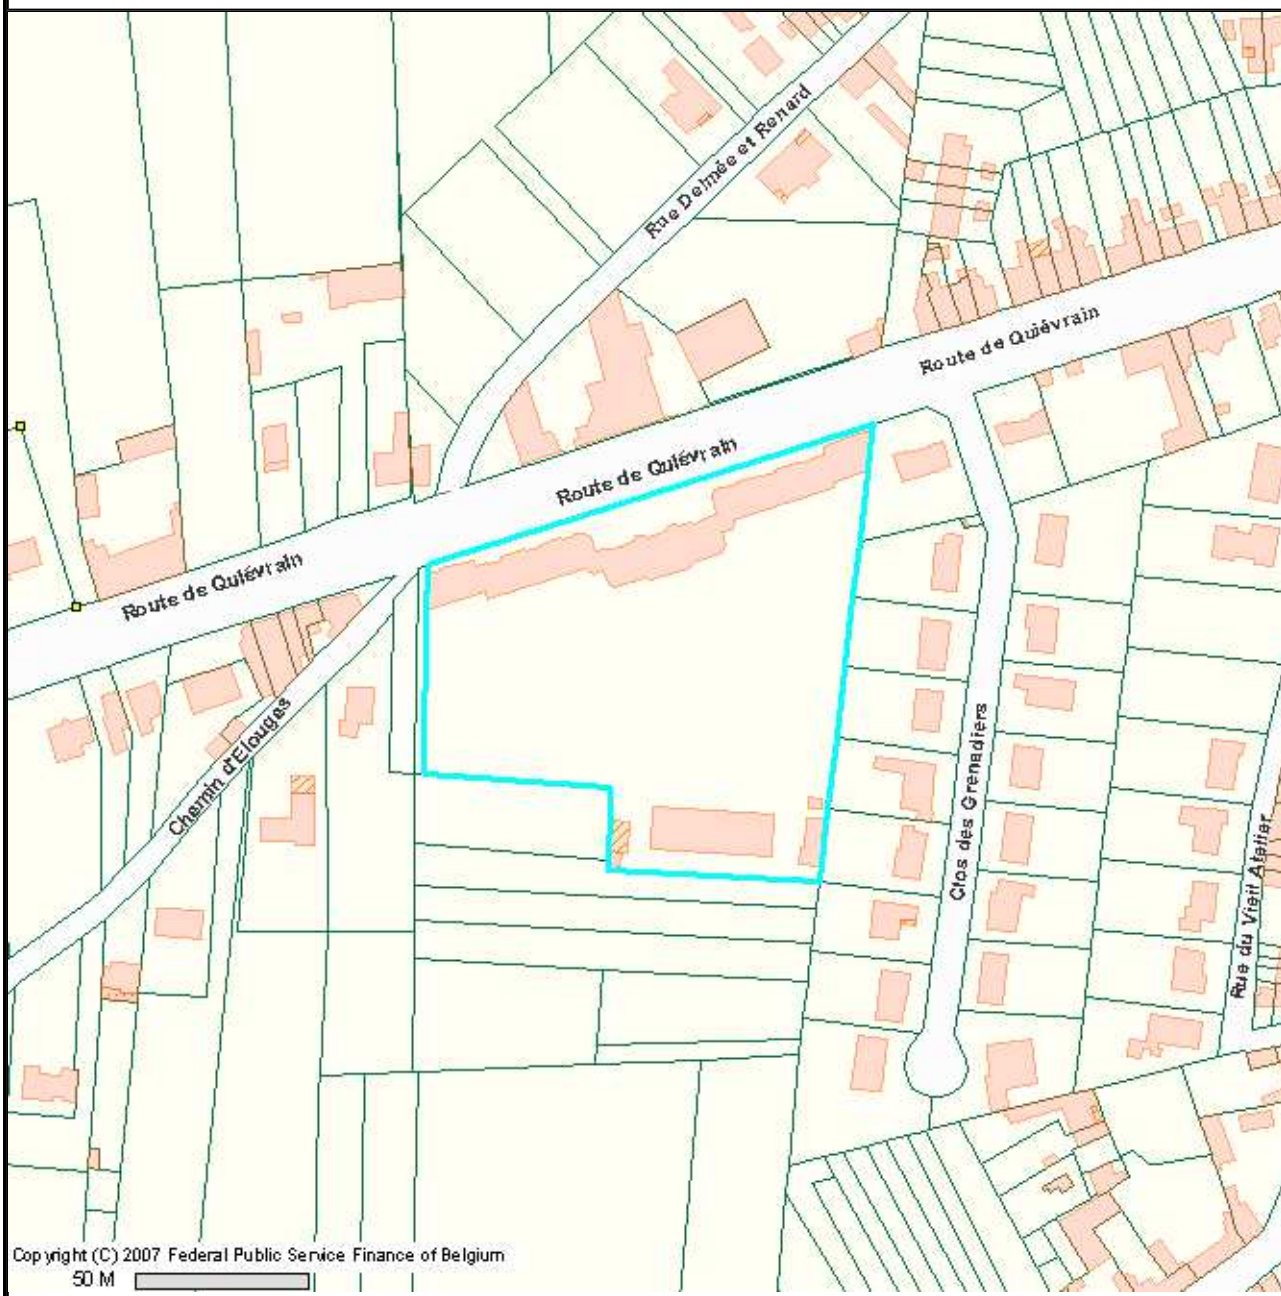 Rue Delmée et Renard
Route de Quiévrain
Route de Quiévrain
Route de Quiévrain
Chemin d'Elouges
Clos des Grenadiers
Rue du Vieil Atelier
Copyright (C) 2007 Federal Public Service Finance of Belgium
50 M